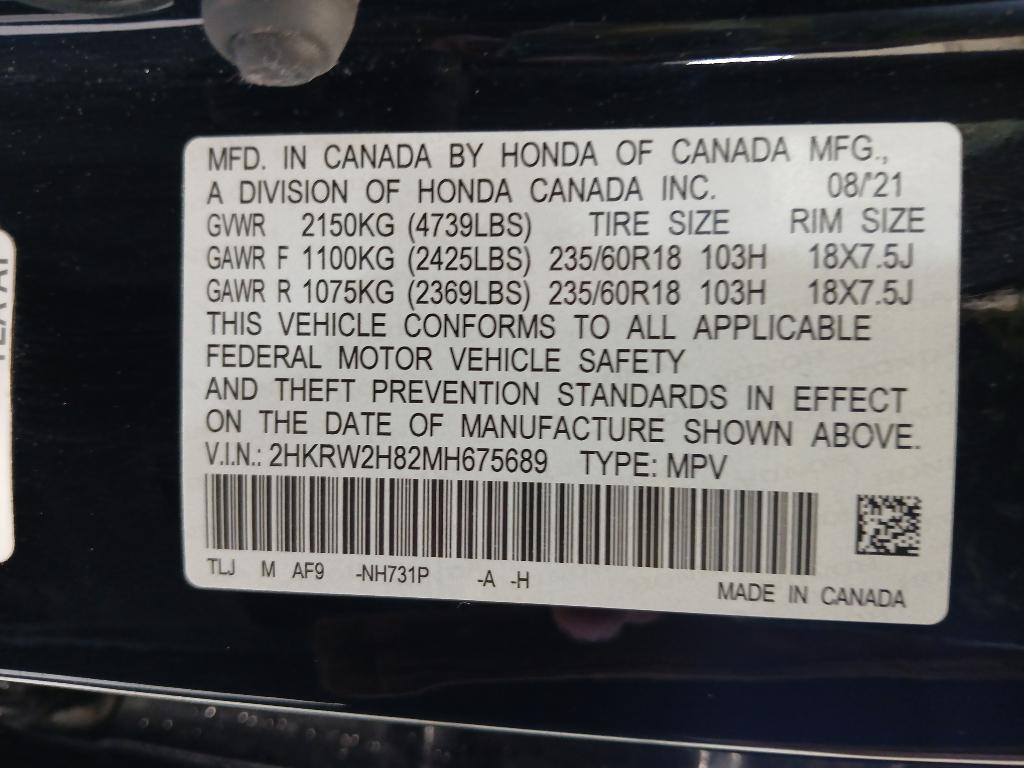 MFD. IN CANADA BY HONDA OF CANADA MFG.,
A DIVISION OF HONDA CANADA INC. 08/'21
GVWR 2150KG (4739LBS) TIRE SIZE RIM SIZE
GAWR F 1100KG (2425LBS) 235/60R18 103H 18X7.5J
GAWR R 1075KG (2369LBS) 235/60R18 103H 18X7.5J
THIS VEHICLE CONFORMS TO ALL APPLICABLE
FEDERAL MOTOR VEHICLE SAFETY
AND THEFT PREVENTION STANDARDS IN EFFECT
ON THE DATE OF MANUFACTURE SHOWN ABOVE.
V.I.N.: 2HKRW2H82MH675689 TYPE: MPV
TLJ M AF9 -NH731P -A -H
MADE IN CANADA